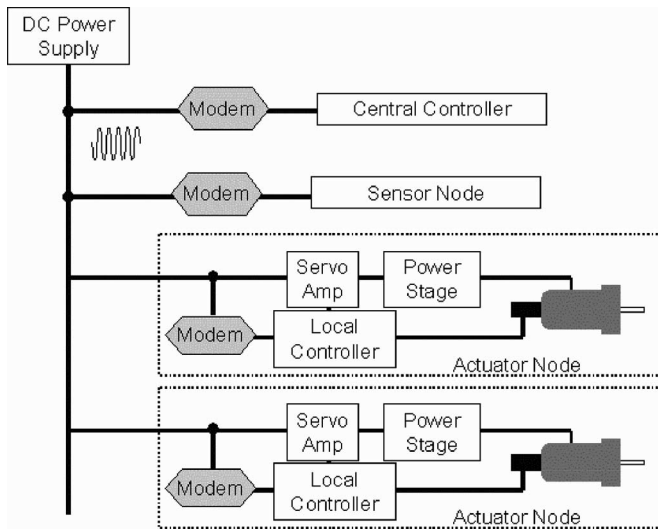 DC Power
Supply
Modem
Central Controller
Modem
Sensor Node
Servo
Amp
Power
Stage
Modem
Local
Controller
Actuator Node
Servo
Amp
Power
Stage
Modem
Local
Controller
Actuator Node